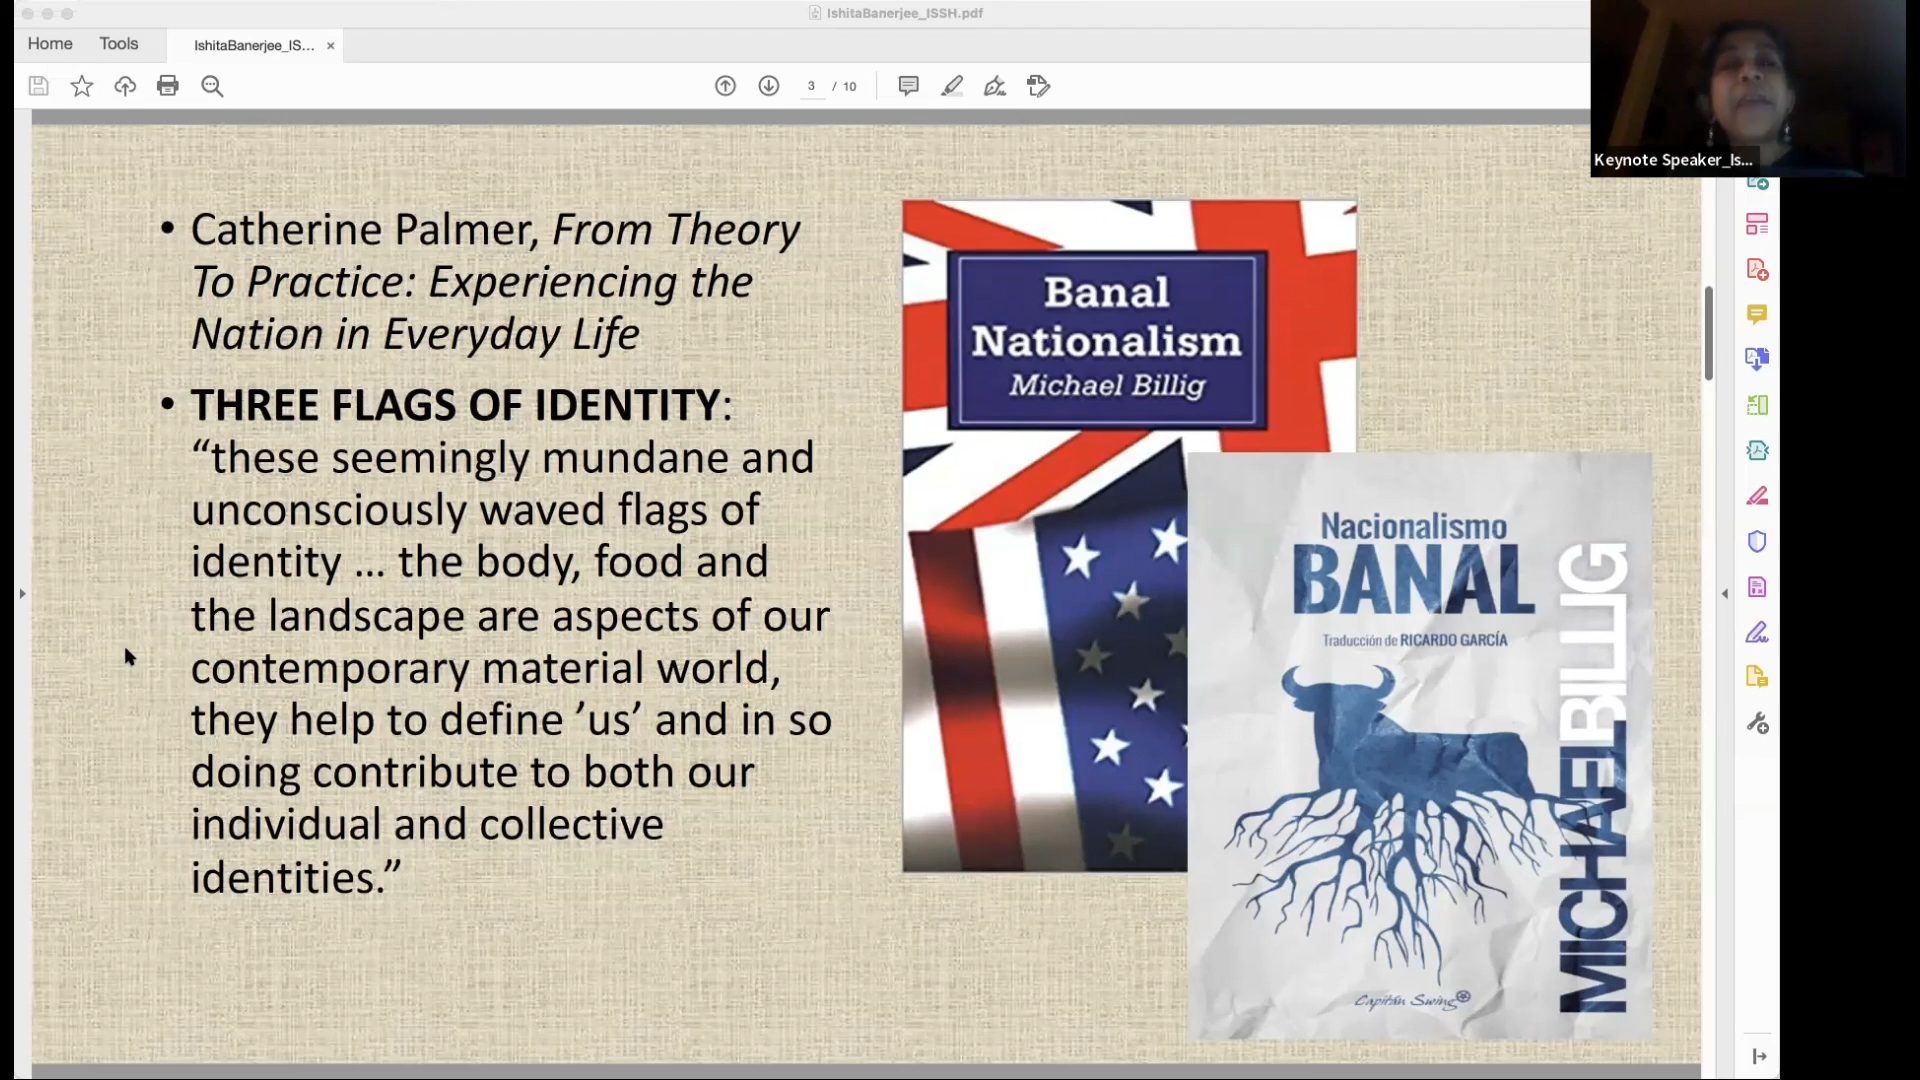 IshitaBanerjee_ISSH.pdf
Home
Tools
IshitaBanerjee_IS... ×
3 / 10
Keynote Speaker_Is...
• Catherine Palmer, From Theory
To Practice: Experiencing the
Nation in Everyday Life
• THREE FLAGS OF IDENTITY:
“these seemingly mundane and
unconsciously waved flags of
identity ... the body, food and
the landscape are aspects of our
contemporary material world,
they help to define ’us’ and in so
doing contribute to both our
individual and collective
identities.”
Banal
Nationalism
Michael Billig
Nacionalismo
BANAL
Traducción de RICARDO GARCÍA
MICHAEL BILLIG
Capitán Swing